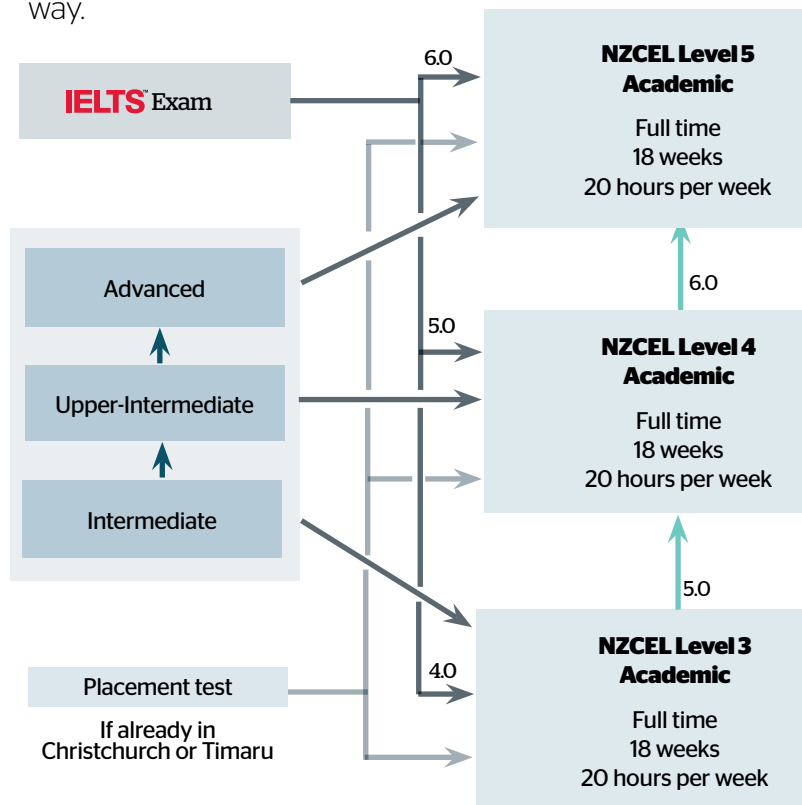 way.
IELTS™ Exam
Advanced
Upper-Intermediate
Intermediate
Placement test
If already in
Christchurch or Timaru
6.0
5.0
4.0
NZCEL Level 5
Academic
Full time
18 weeks
20 hours per week
6.0
NZCEL Level 4
Academic
Full time
18 weeks
20 hours per week
5.0
NZCEL Level 3
Academic
Full time
18 weeks
20 hours per week